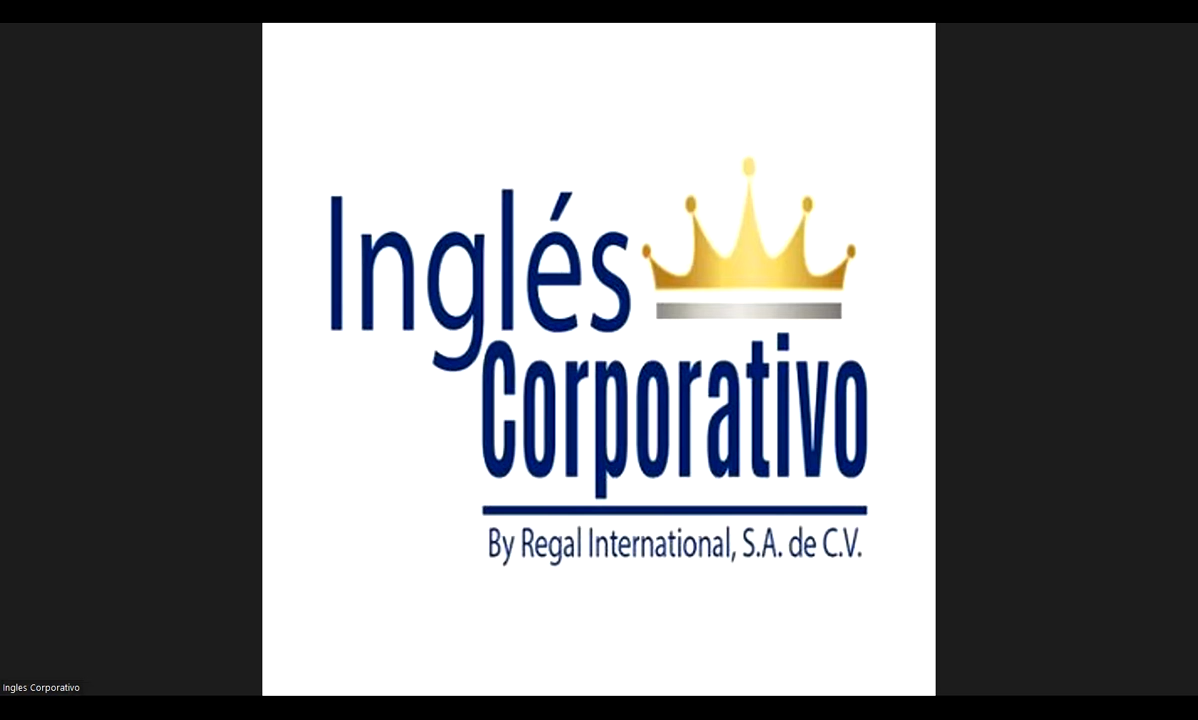 Inglés
Corporativo
By Regal International, S.A. de C.V.
Ingles Corporativo